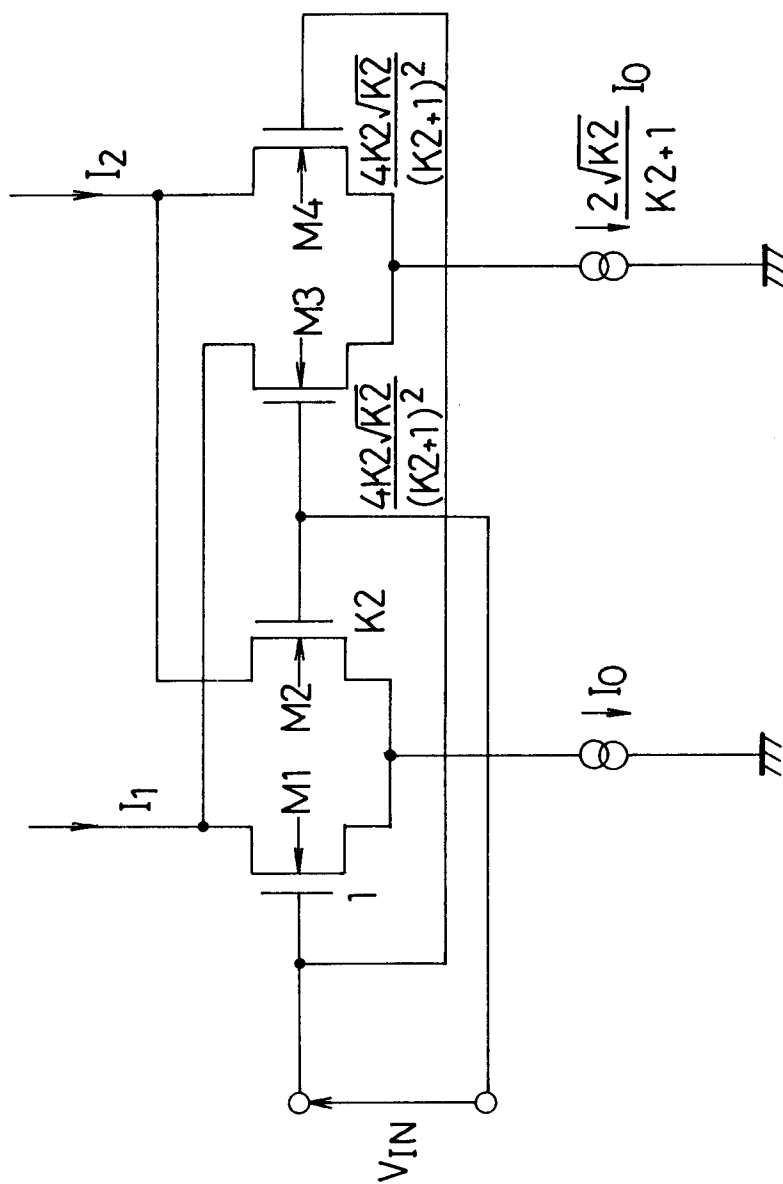 I1
I2
M1
M2
M3
M4
1
K2
4K2√K2
(K2+1)²
4K2√K2
(K2+1)²
VIN
I0
2√K2
K2+1
I0